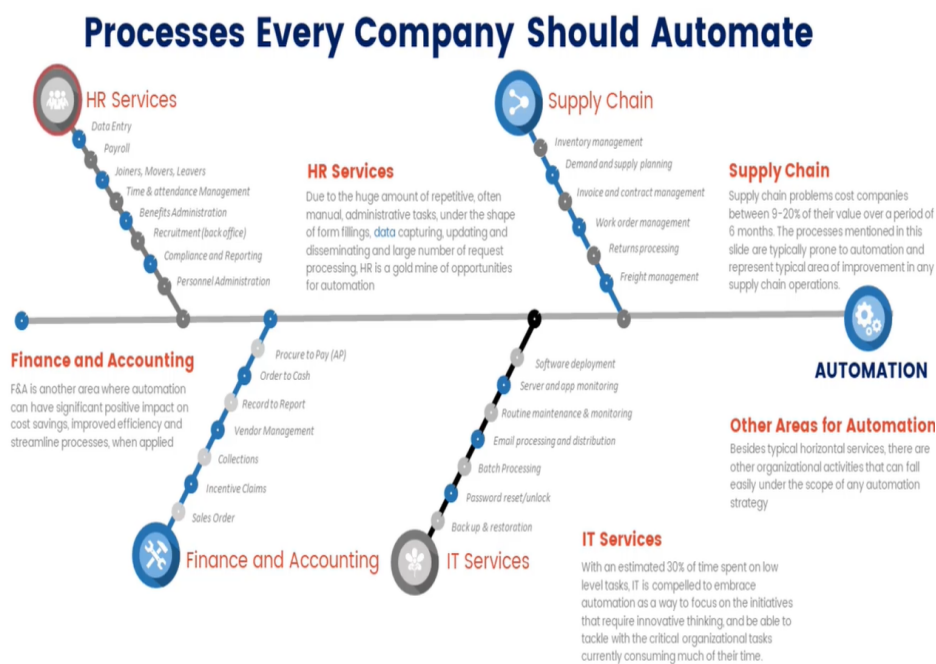 Processes Every Company Should Automate
HR Services
Data Entry
Payroll
Joiners, Movers, Leavers
Time & attendance Management
Benefits Administration
Recruitment (back office)
Compliance and Reporting
Personnel Administration
HR Services
Due to the huge amount of repetitive, often
manual, administrative tasks, under the shape
of form fillings, data capturing, updating and
disseminating and large number of request
processing, HR is a gold mine of opportunities
for automation
Supply Chain
Inventory management
Demand and supply planning
Invoice and contract management
Work order management
Returns processing
Freight management
Supply Chain
Supply chain problems cost companies
between 9-20% of their value over a period of
6 months. The processes mentioned in this
slide are typically prone to automation and
represent typical area of improvement in any
supply chain operations.
AUTOMATION
Finance and Accounting
F&A is another area where automation
can have significant positive impact on
cost savings, improved efficiency and
streamline processes, when applied
Procure to Pay (AP)
Order to Cash
Record to Report
Vendor Management
Collections
Incentive Claims
Sales Order
Finance and Accounting
Software deployment
Server and app monitoring
Routine maintenance & monitoring
Email processing and distribution
Batch Processing
Password reset/unlock
Back up & restoration
IT Services
IT Services
With an estimated 30% of time spent on low
level tasks, IT is compelled to embrace
automation as a way to focus on the initiatives
that require innovative thinking, and be able to
tackle with the critical organizational tasks
currently consuming much of their time.
Other Areas for Automation
Besides typical horizontal services, there are
other organizational activities that can fall
easily under the scope of any automation
strategy